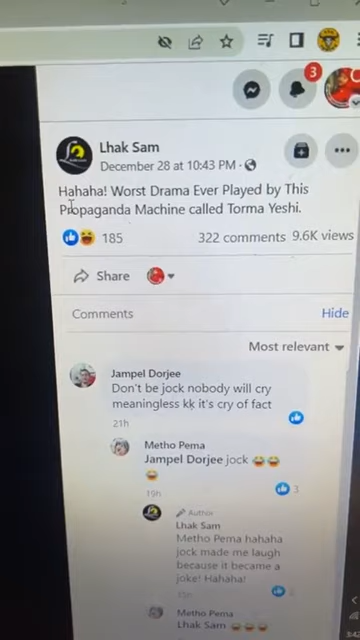 3
Lhak Sam
December 28 at 10:43 PM ·
Hahaha! Worst Drama Ever Played by This
Propaganda Machine called Torma Yeshi.
185
322 comments 9.6K views
Share
Comments
Hide
Most relevant
Jampel Dorjee
Don't be jock nobody will cry
meaningless kk it's cry of fact
21h
Metho Pema
Jampel Dorjee jock
19h
3
Author
Lhak Sam
Metho Pema hahaha
jock made me laugh
because it became a
joke! Hahaha!
Metho Pema
Lhak Sam